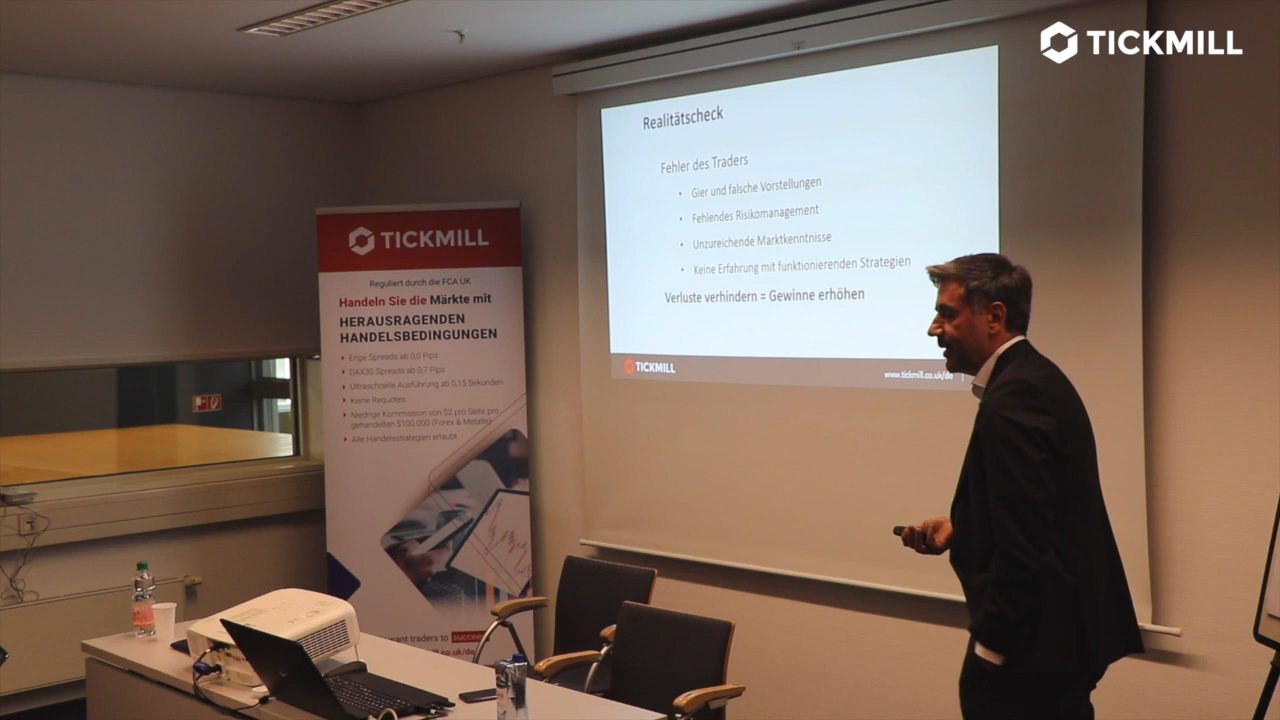 TICKMILL
Realitätscheck
Fehler des Traders
• Gier und falsche Vorstellungen
• Fehlendes Risikomanagement
• Unzureichende Marktkenntnisse
• Keine Erfahrung mit funktionierenden Strategien
Verluste verhindern = Gewinne erhöhen
TICKMILL
www.tickmill.co.uk/de
TICKMILL
Reguliert durch die FCA UK
Handeln Sie die Märkte mit
HERAUSRAGENDEN
HANDELSBEDINGUNGEN
Enge Spreads ab 0,0 Pips
DAX30 Spreads ab 0,7 Pips
Ultraschnelle Ausführung ab 0,15 Sekunden
Keine Requotes
Niedrige Kommission von $2 pro Seite pro
gehandelten $100.000 (Forex & Metalle)
Alle Handelsstrategien erlaubt
traders to